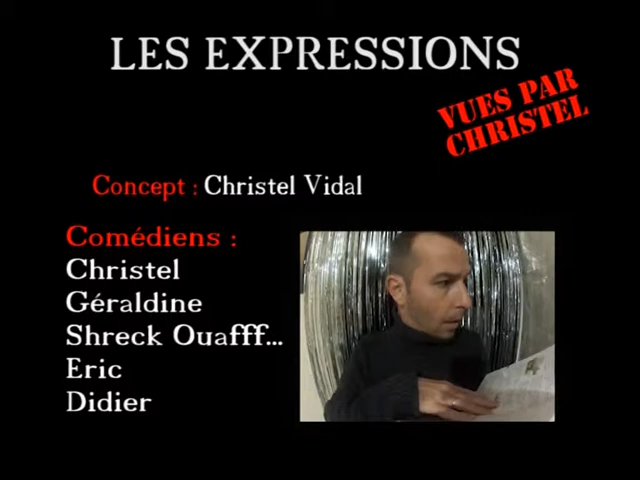 LES EXPRESSIONS
VUES PAR
CHRISTEL
Concept : Christel Vidal
Comédiens :
Christel
Géraldine
Shreck Ouafff...
Eric
Didier